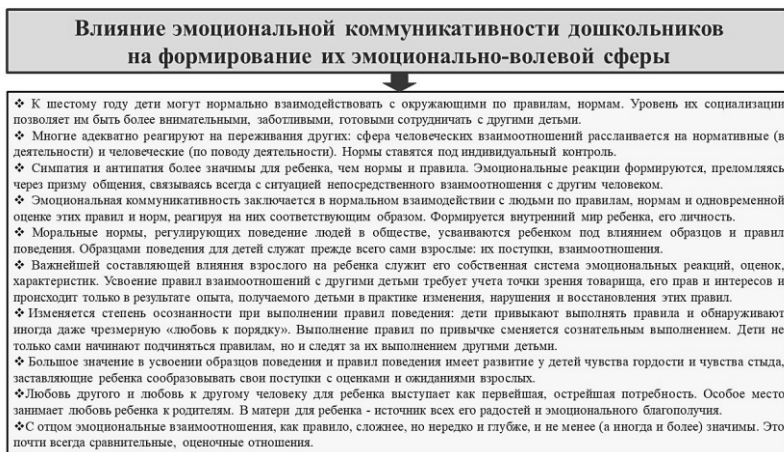 Влияние эмоциональной коммуникативности дошкольников
на формирование их эмоционально-волевой сферы
❖ К шестому году дети могут нормально взаимодействовать с окружающими по правилам, нормам. Уровень их социализации
позволяет им быть более внимательными, заботливыми, готовыми сотрудничать с другими детьми.
❖ Многие адекватно реагируют на переживания других: сфера человеческих взаимоотношений расслаивается на нормативные (в
деятельности) и человеческие (по поводу деятельности). Нормы ставятся под индивидуальный контроль.
❖ Симпатия и антипатия более значимы для ребенка, чем нормы и правила. Эмоциональные реакции формируются, преломляясь
через призму общения, связываясь всегда с ситуацией непосредственного взаимоотношения с другим человеком.
❖ Эмоциональная коммуникативность заключается в нормальном взаимодействии с людьми по правилам, нормам и одновременной
оценке этих правил и норм, реагируя на них соответствующим образом. Формируется внутренний мир ребенка, его личность.
❖ Моральные нормы, регулирующих поведение людей в обществе, усваиваются ребенком под влиянием образцов и правил
поведения. Образцами поведения для детей служат прежде всего сами взрослые: их поступки, взаимоотношения.
❖ Важнейшей составляющей влияния взрослого на ребенка служит его собственная система эмоциональных реакций, оценок,
характеристик. Усвоение правил взаимоотношений с другими детьми требует учета точки зрения товарища, его прав и интересов и
происходит только в результате опыта, получаемого детьми в практике изменения, нарушения и восстановления этих правил.
❖ Изменяется степень осознанности при выполнении правил поведения: дети привыкают выполнять правила и обнаруживают
иногда даже чрезмерную «любовь к порядку». Выполнение правил по привычке сменяется сознательным выполнением. Дети не
только сами начинают подчиняться правилам, но и следят за их выполнением другими детьми.
❖ Большое значение в усвоении образцов поведения и правил поведения имеет развитие у детей чувства гордости и чувства стыда,
заставляющие ребенка сообразовывать свои поступки с оценками и ожиданиями взрослых.
❖Любовь другого и любовь к другому человеку для ребенка выступает как первейшая, острейшая потребность. Особое место
занимает любовь ребенка к родителям. В матери для ребенка - источник всех его радостей и эмоционального благополучия.
❖С отцом эмоциональные взаимоотношения, как правило, сложнее, но нередко и глубже, и не менее (а иногда и более) значимы. Это
почти всегда сравнительные, оценочные отношения.